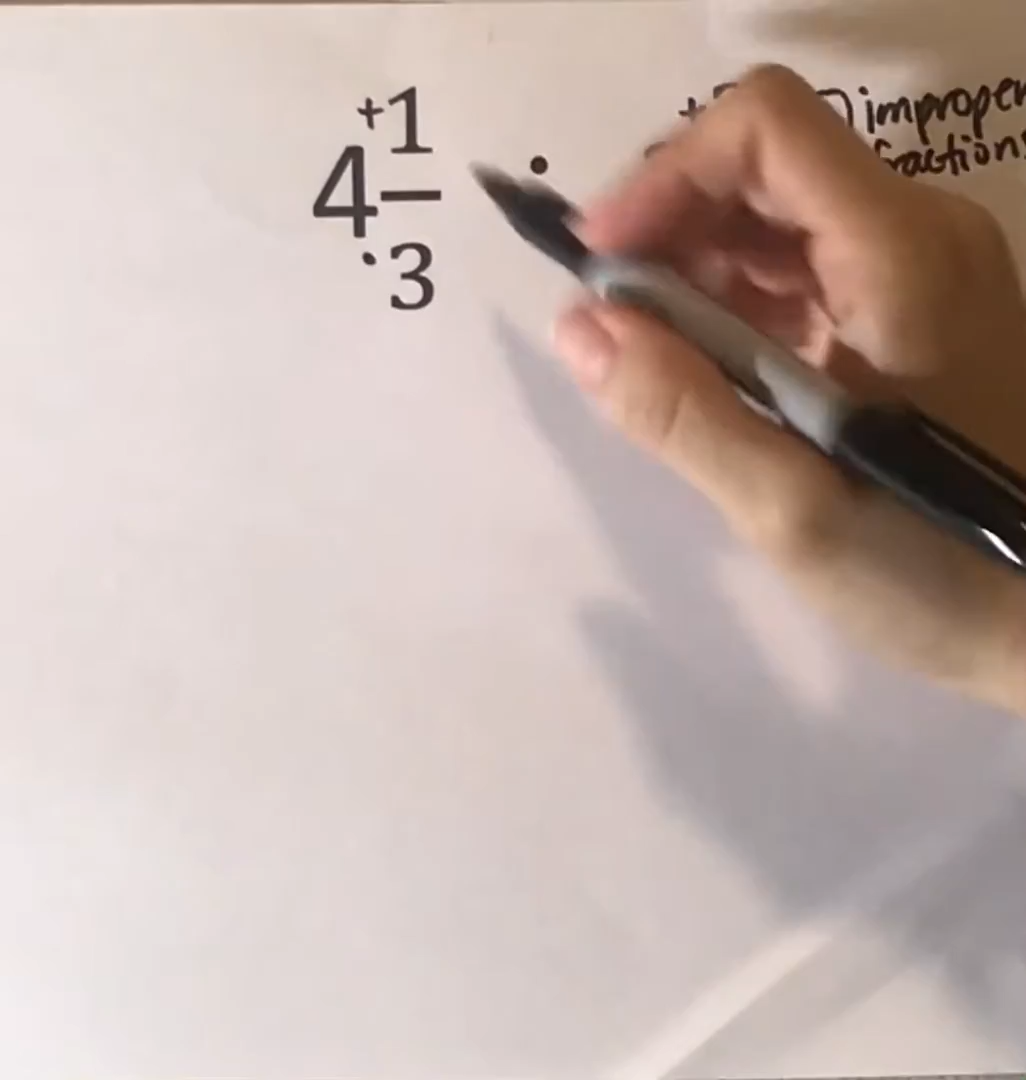 +1
4—
·3
÷
+
improper
fractions